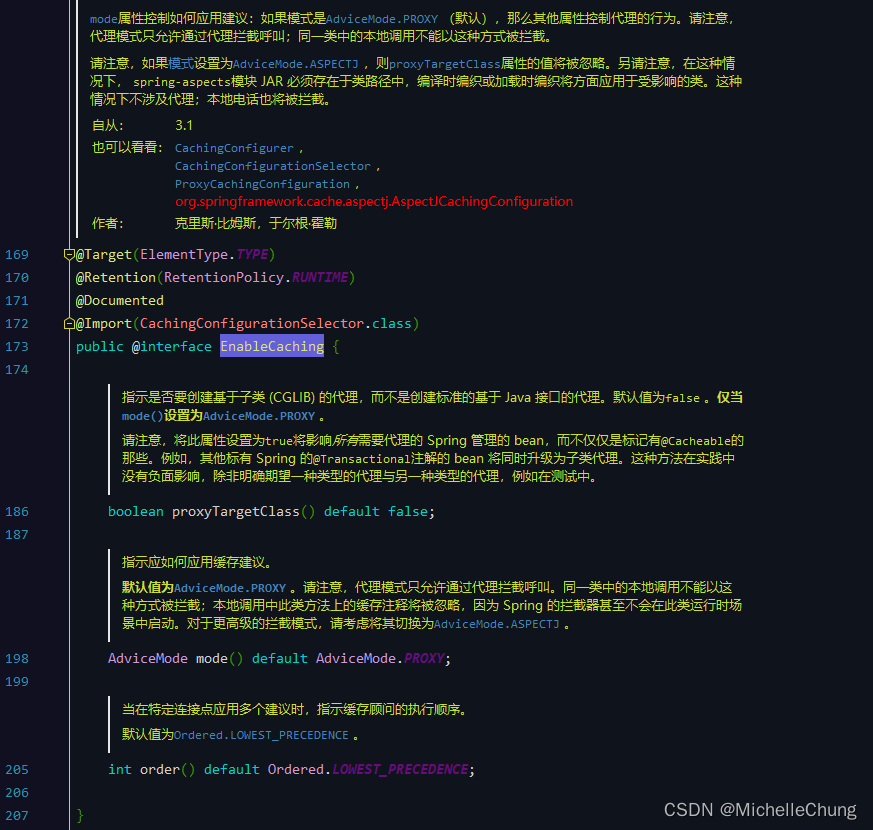 mode属性控制如何应用建议：如果模式是AdviceMode.PROXY （默认），那么其他属性控制代理的行为。请注意，
代理模式只允许通过代理拦截呼叫；同一类中的本地调用不能以这种方式被拦截。
请注意，如果模式设置为AdviceMode.ASPECTJ ，则proxyTargetClass属性的值将被忽略。另请注意，在这种情
况下， spring-aspects模块 JAR 必须存在于类路径中，编译时编织或加载时编织将方面应用于受影响的类。这种
情况下不涉及代理；本地电话也将被拦截。
自从： 3.1
也可以看看： CachingConfigurer ，
CachingConfigurationSelector ，
ProxyCachingConfiguration ，
org.springframework.cache.aspectj.AspectJCachingConfiguration
作者： 克里斯·比姆斯，于尔根·霍勒
169 @Target(ElementType.TYPE)
170 @Retention(RetentionPolicy.RUNTIME)
171 @Documented
172 @Import(CachingConfigurationSelector.class)
173 public @interface EnableCaching {
174
指示是否要创建基于子类 (CGLIB) 的代理，而不是创建标准的基于 Java 接口的代理。默认值为false 。仅当
mode()设置为AdviceMode.PROXY 。
请注意，将此属性设置为true将影响所有需要代理的 Spring 管理的 bean，而不仅仅是标记有@Cacheable的
那些。例如，其他标有 Spring 的@Transactional注解的 bean 将同时升级为子类代理。这种方法在实践中
没有负面影响，除非明确期望一种类型的代理与另一种类型的代理，例如在测试中。
186 boolean proxyTargetClass() default false;
187
指示应如何应用缓存建议。
默认值为AdviceMode.PROXY 。请注意，代理模式只允许通过代理拦截呼叫。同一类中的本地调用不能以这
种方式被拦截；本地调用中此类方法上的缓存注释将被忽略，因为 Spring 的拦截器甚至不会在此类运行时场
景中启动。对于更高级的拦截模式，请考虑将其切换为AdviceMode.ASPECTJ 。
198 AdviceMode mode() default AdviceMode.PROXY;
199
当在特定连接点应用多个建议时，指示缓存顾问的执行顺序。
默认值为Ordered.LOWEST_PRECEDENCE 。
205 int order() default Ordered.LOWEST_PRECEDENCE;
206
207 }
CSDN @MichelleChung